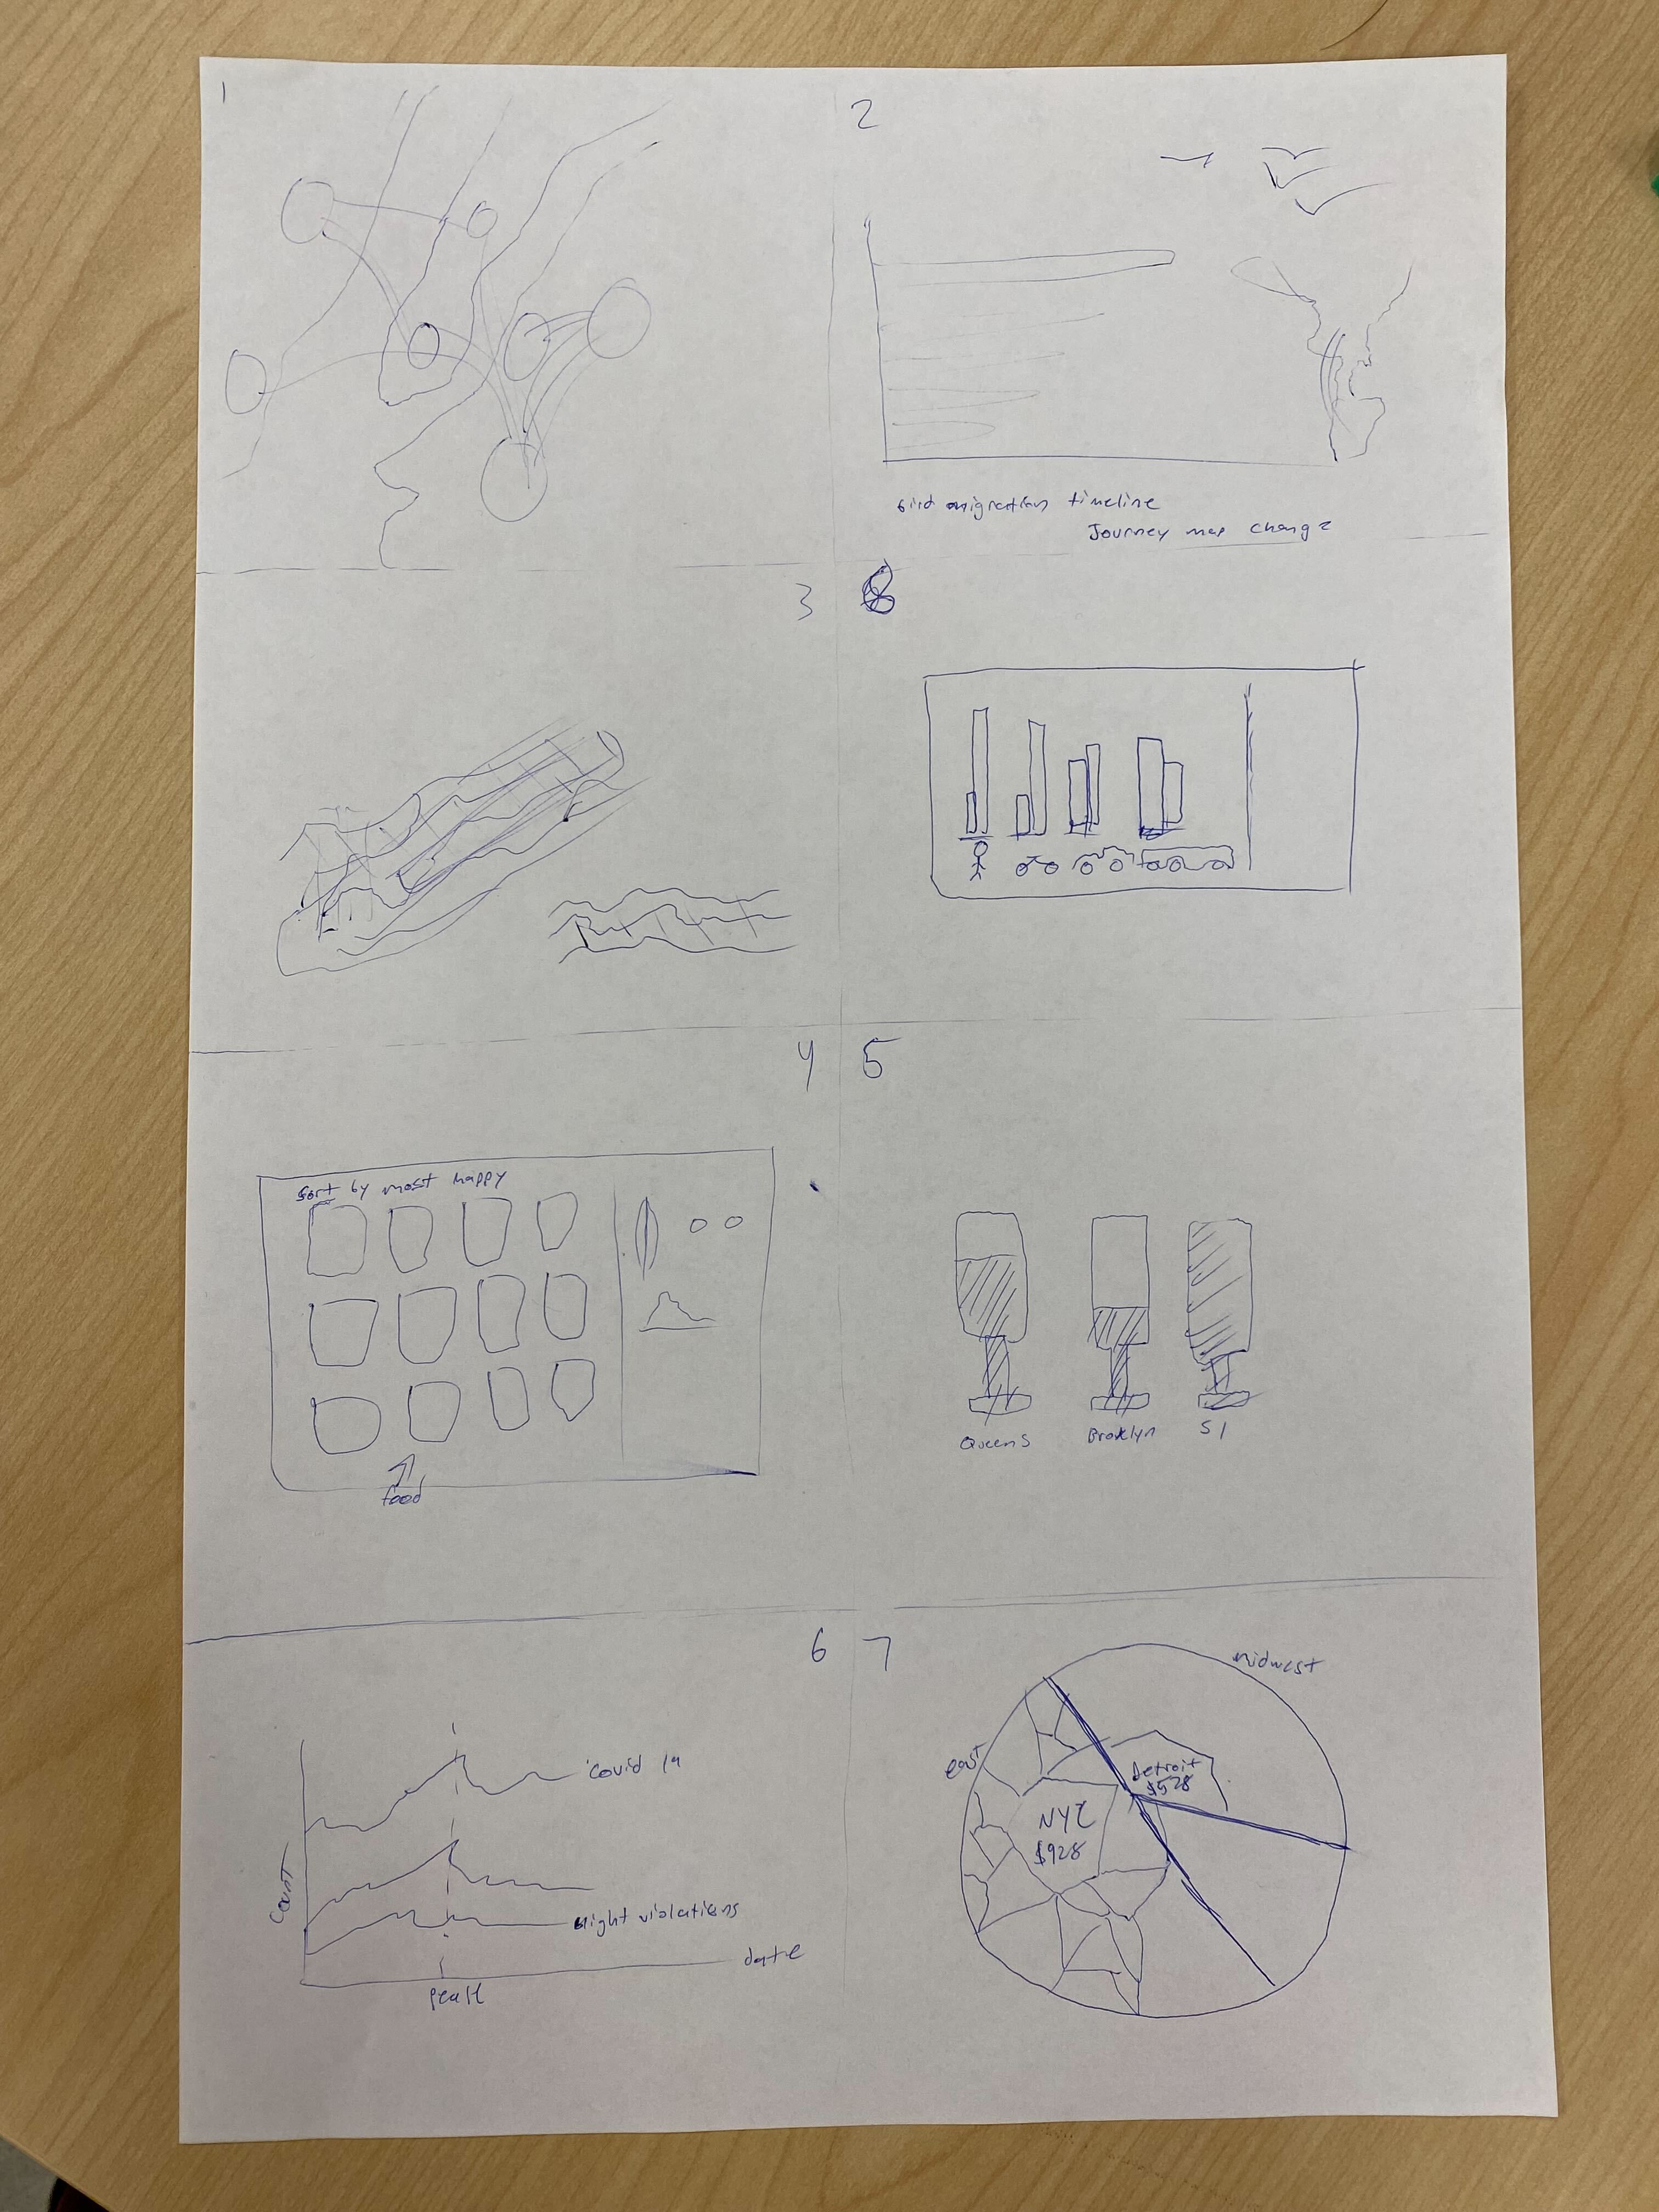 1
2
bird migration timeline
Journey map change
3
8
4
Sort by most happy
food
5
Queens
Brooklyn
SI
6
Covid 19
Count
violations
date
peak
7
midwest
east
Detroit
$528
NYC
$928